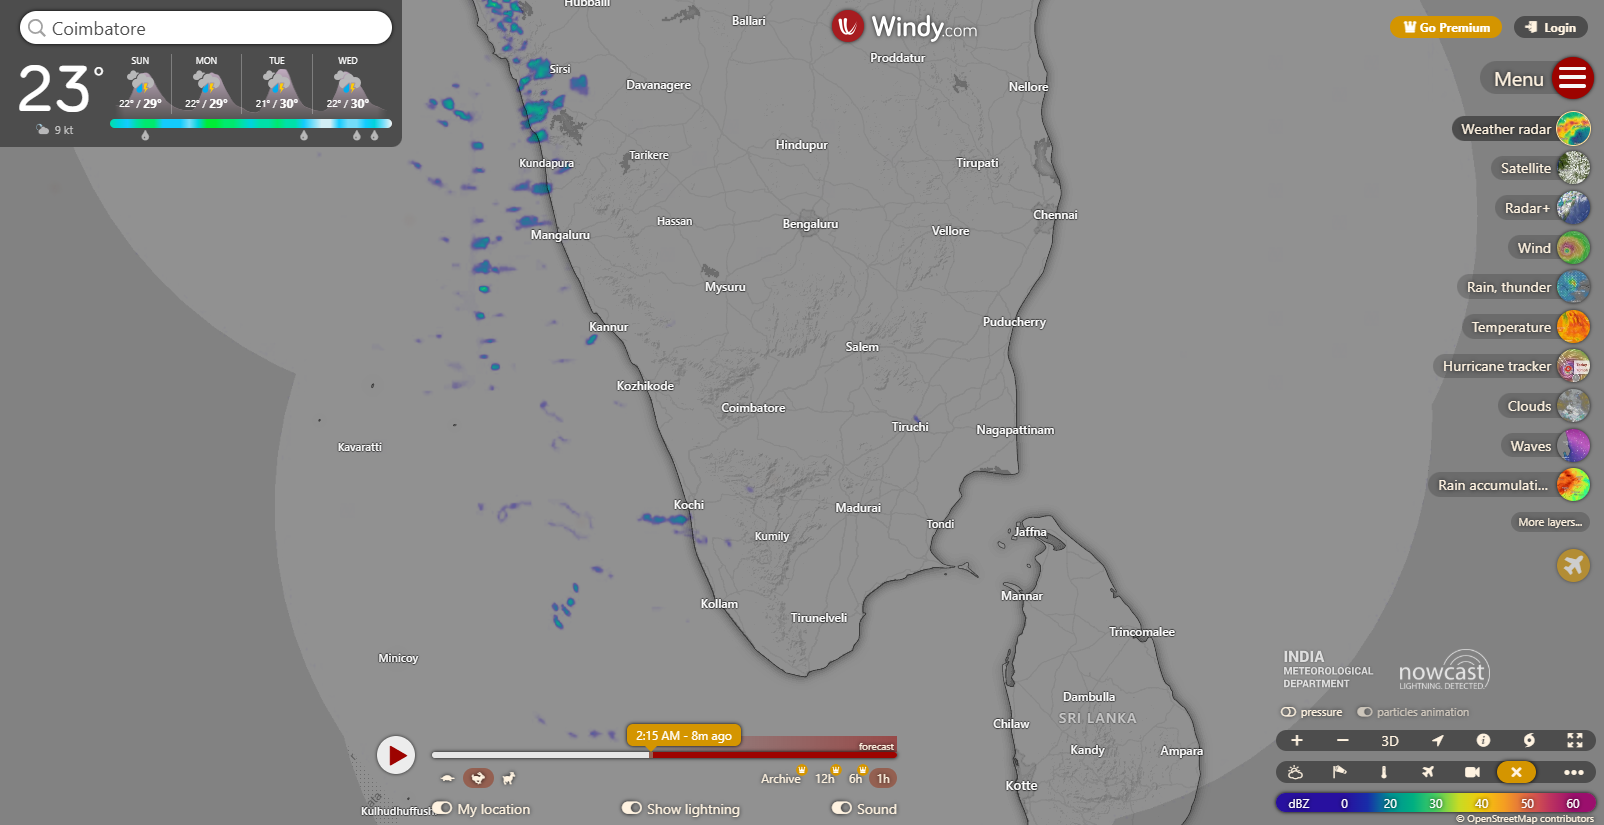 Coimbatore
23°
9 kt
SUN MON TUE WED
22° / 29° 22° / 29° 21° / 30° 22° / 30°
Windy.com
Go Premium
Login
Menu
Weather radar
Satellite
Radar+
Wind
Rain, thunder
Temperature
Hurricane tracker
Clouds
Waves
Rain accumulati...
More layers...
Hubballi
Ballari
Proddatur
Sirsi
Davanagere
Nellore
Kundapura
Tarikere
Hindupur
Tirupati
Hassan
Bengaluru
Chennai
Mangaluru
Vellore
Mysuru
Kannur
Puducherry
Salem
Kozhikode
Coimbatore
Tiruchi
Nagapattinam
Kavaratti
Kochi
Madurai
Tondi
Jaffna
Kumily
Kollam
Tirunelveli
Mannar
Trincomalee
Minicoy
Dambulla
SRI LANKA
Chilaw
Kandy
Ampara
Kotte
Kulhudhuffushi
INDIA
METEOROLOGICAL
DEPARTMENT
nowcast
LIGHTNING. DETECTED.
pressure
particles animation
3D
dBZ 0 20 30 40 50 60
© OpenStreetMap contributors
2:15 AM - 8m ago
forecast
Archive 12h 6h 1h
My location
Show lightning
Sound